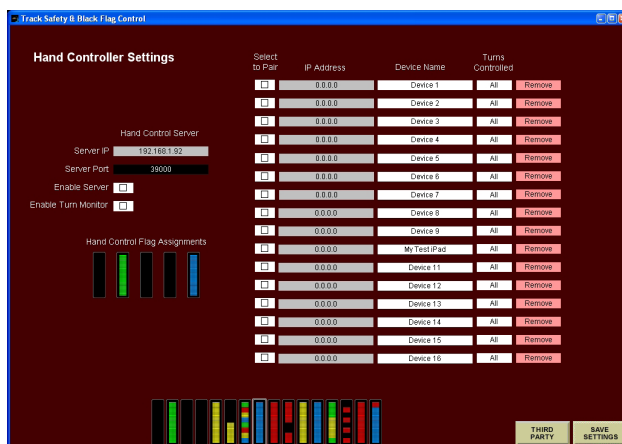 Track Safety & Black Flag Control
Hand Controller Settings
Select to Pair
IP Address
Device Name
Turns Controlled
0.0.0.0 Device 1 All Remove
0.0.0.0 Device 2 All Remove
0.0.0.0 Device 3 All Remove
0.0.0.0 Device 4 All Remove
0.0.0.0 Device 5 All Remove
0.0.0.0 Device 6 All Remove
0.0.0.0 Device 7 All Remove
0.0.0.0 Device 8 All Remove
0.0.0.0 Device 9 All Remove
0.0.0.0 My Test iPad All Remove
0.0.0.0 Device 11 All Remove
0.0.0.0 Device 12 All Remove
0.0.0.0 Device 13 All Remove
0.0.0.0 Device 14 All Remove
0.0.0.0 Device 15 All Remove
0.0.0.0 Device 16 All Remove
Hand Control Server
Server IP 192.168.1.92
Server Port 39000
Enable Server
Enable Turn Monitor
Hand Control Flag Assignments
THIRD
PARTY
SAVE
SETTINGS